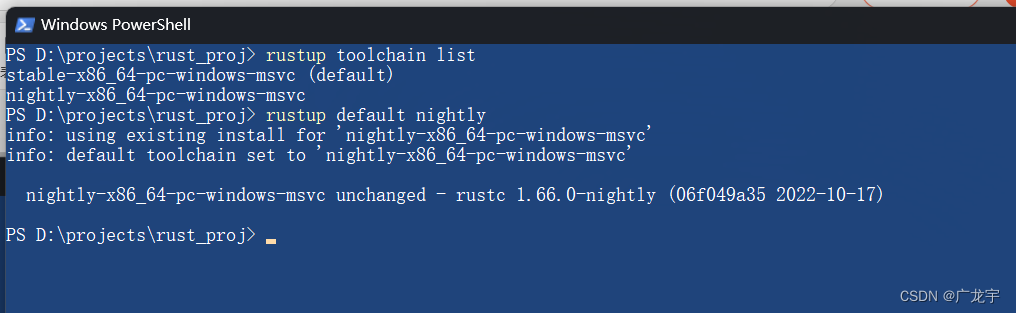 Windows PowerShell
PS D:\projects\rust_proj> rustup toolchain list
stable-x86_64-pc-windows-msvc (default)
nightly-x86_64-pc-windows-msvc
PS D:\projects\rust_proj> rustup default nightly
info: using existing install for 'nightly-x86_64-pc-windows-msvc'
info: default toolchain set to 'nightly-x86_64-pc-windows-msvc'
nightly-x86_64-pc-windows-msvc unchanged - rustc 1.66.0-nightly (06f049a35 2022-10-17)
PS D:\projects\rust_proj>
CSDN @广龙宇